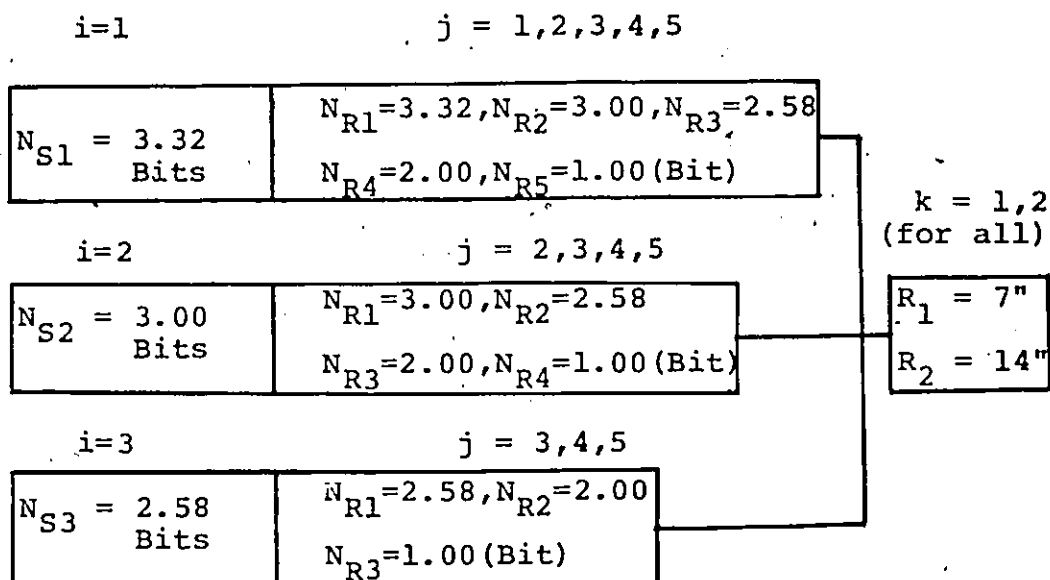 i=1 j = 1,2,3,4,5
N_S1 = 3.32
Bits
N_R1=3.32,N_R2=3.00,N_R3=2.58
N_R4=2.00,N_R5=1.00(Bit)
k = 1,2
(for all)
i=2 j = 2,3,4,5
N_S2 = 3.00
Bits
N_R1=3.00,N_R2=2.58
N_R3=2.00,N_R4=1.00(Bit)
R_1 = 7"
R_2 = 14"
i=3 j = 3,4,5
N_S3 = 2.58
Bits
N_R1=2.58,N_R2=2.00
N_R3=1.00(Bit)